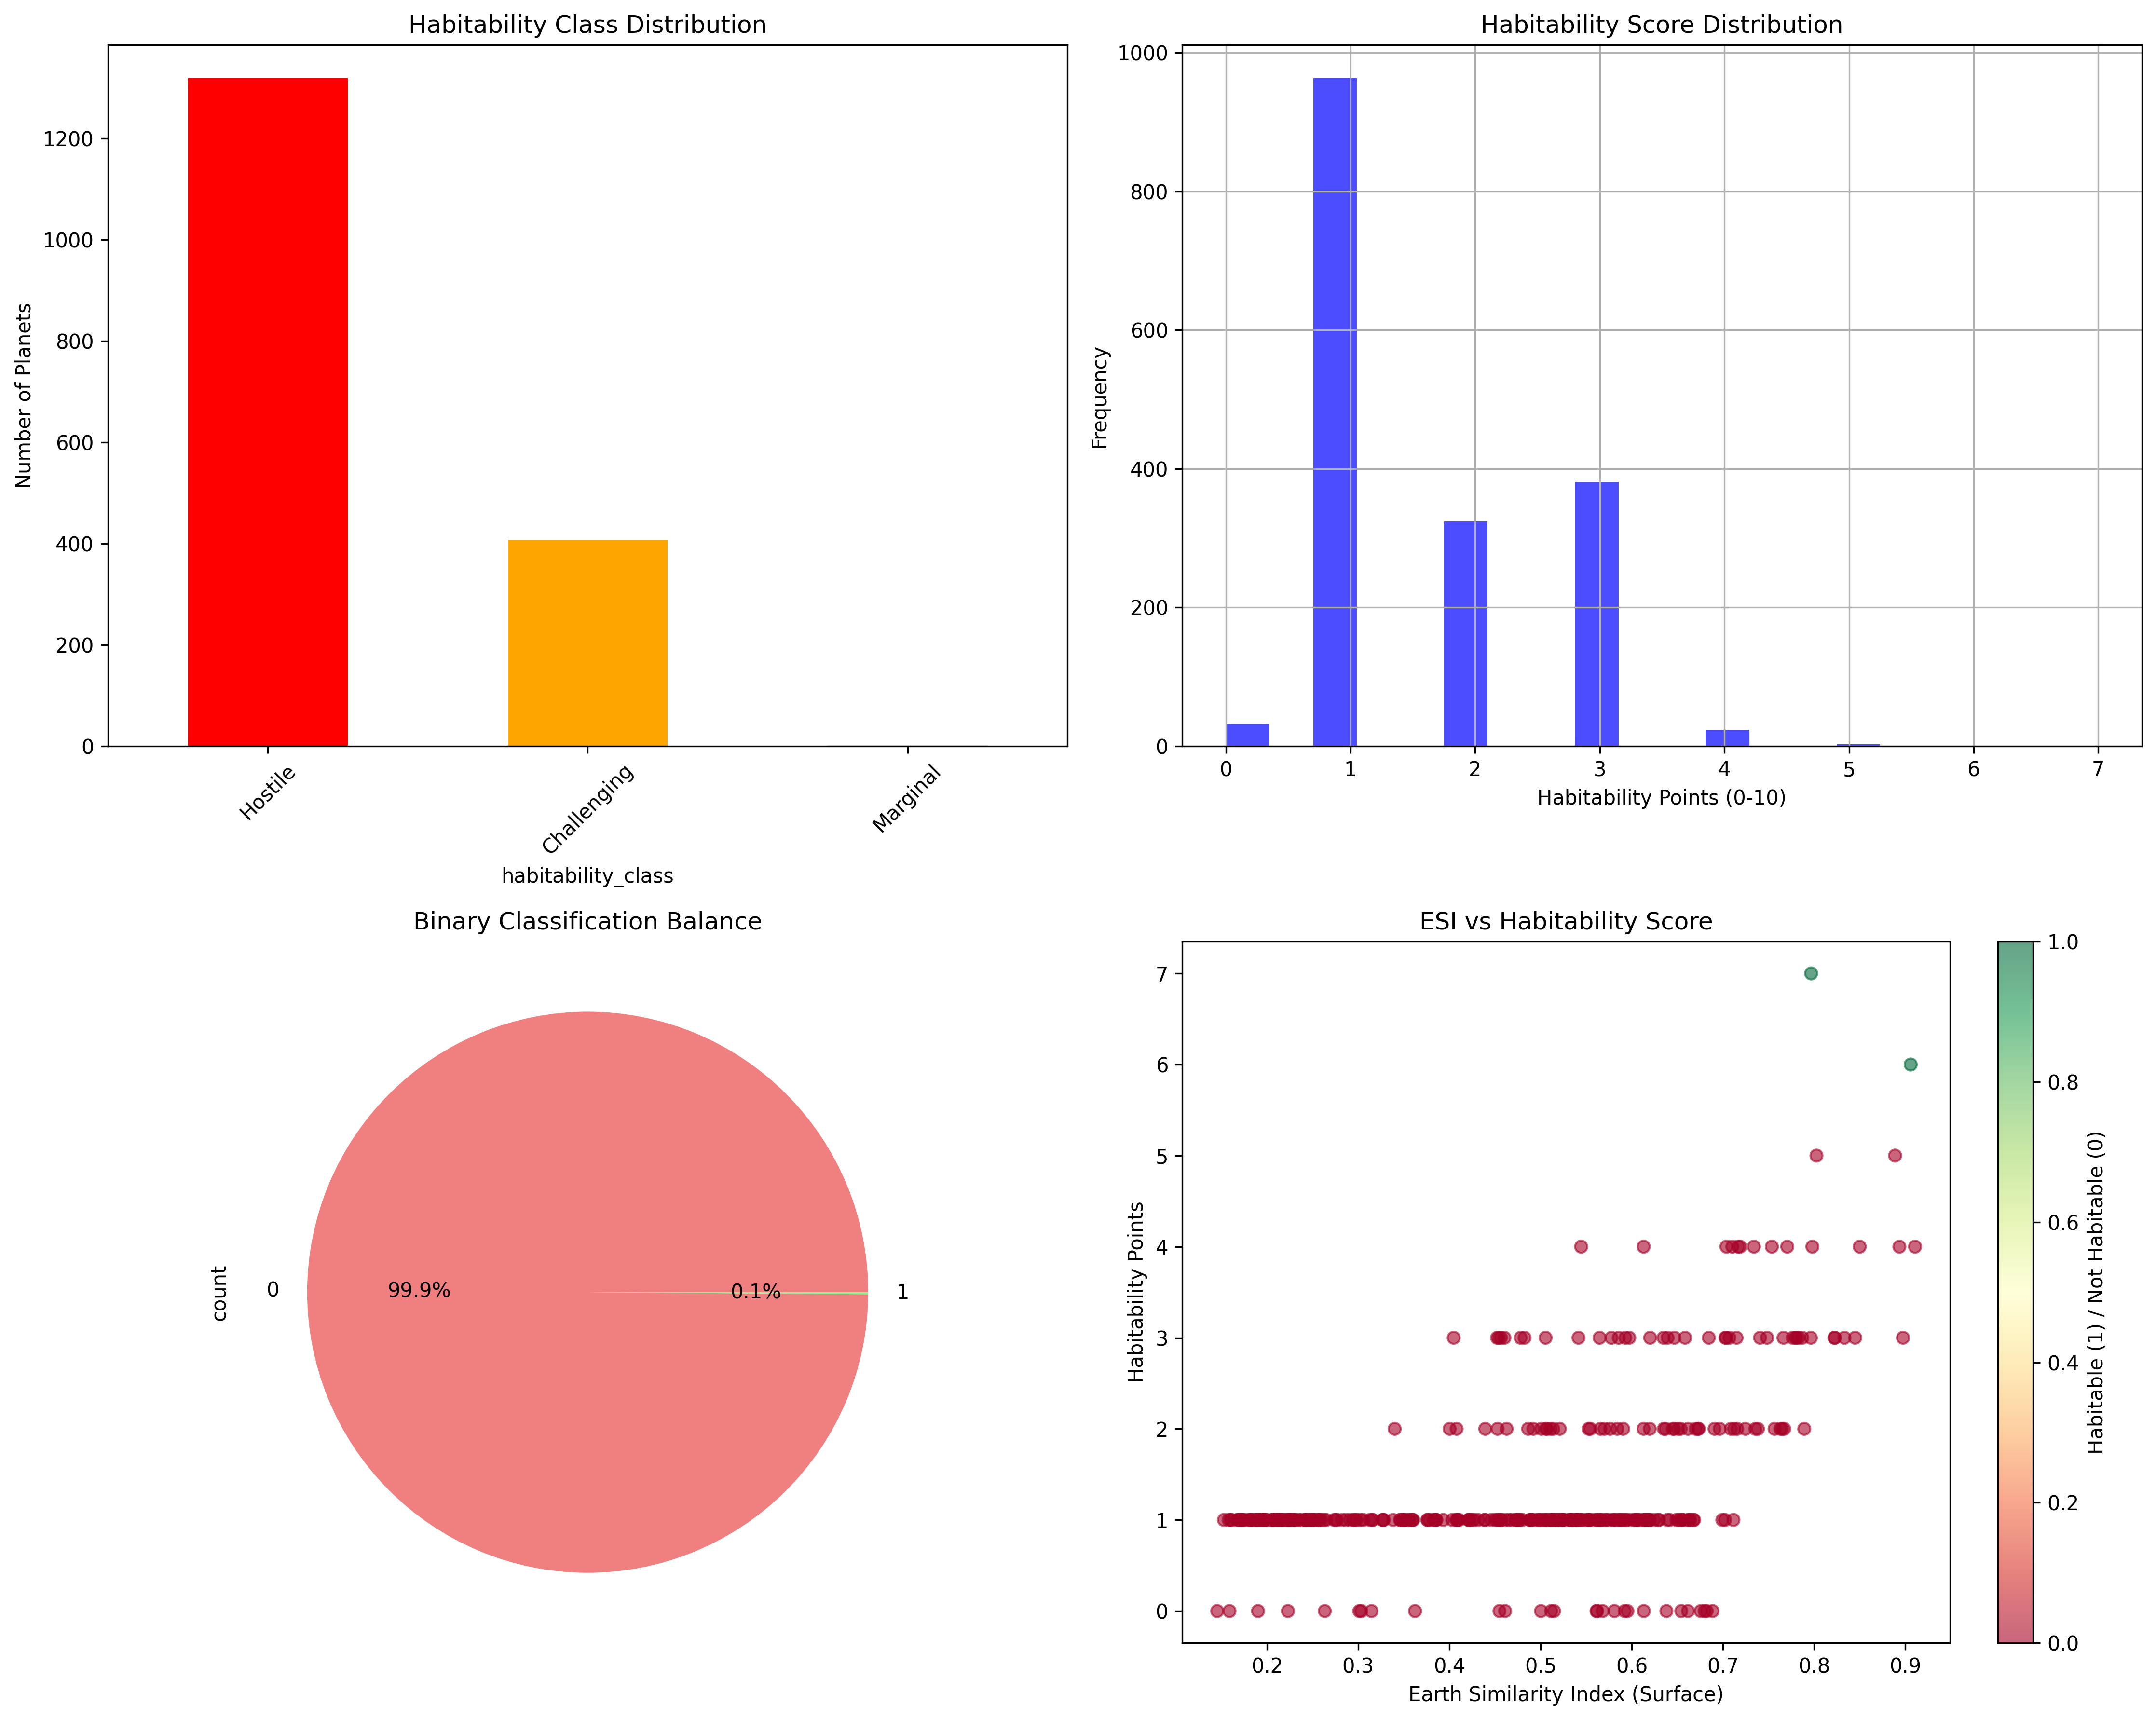 Habitability Class Distribution
Number of Planets
1200
1000
800
600
400
200
0
Hostile
Challenging
Marginal
habitability_class
Habitability Score Distribution
Frequency
1000
800
600
400
200
0
0 1 2 3 4 5 6 7
Habitability Points (0-10)
Binary Classification Balance
count
0
99.9%
0.1%
1
ESI vs Habitability Score
Habitability Points
7
6
5
4
3
2
1
0
0.2 0.3 0.4 0.5 0.6 0.7 0.8 0.9
Earth Similarity Index (Surface)
1.0
0.8
0.6
0.4
0.2
0.0
Habitable (1) / Not Habitable (0)